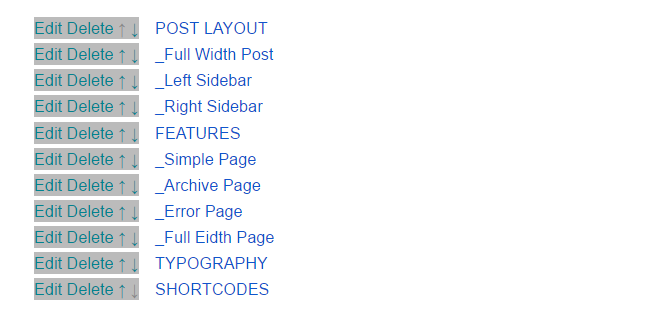 Edit Delete ↑ ↓ POST LAYOUT
Edit Delete ↑ ↓ _Full Width Post
Edit Delete ↑ ↓ _Left Sidebar
Edit Delete ↑ ↓ _Right Sidebar
Edit Delete ↑ ↓ FEATURES
Edit Delete ↑ ↓ _Simple Page
Edit Delete ↑ ↓ _Archive Page
Edit Delete ↑ ↓ _Error Page
Edit Delete ↑ ↓ _Full Eidth Page
Edit Delete ↑ ↓ TYPOGRAPHY
Edit Delete ↑ ↓ SHORTCODES